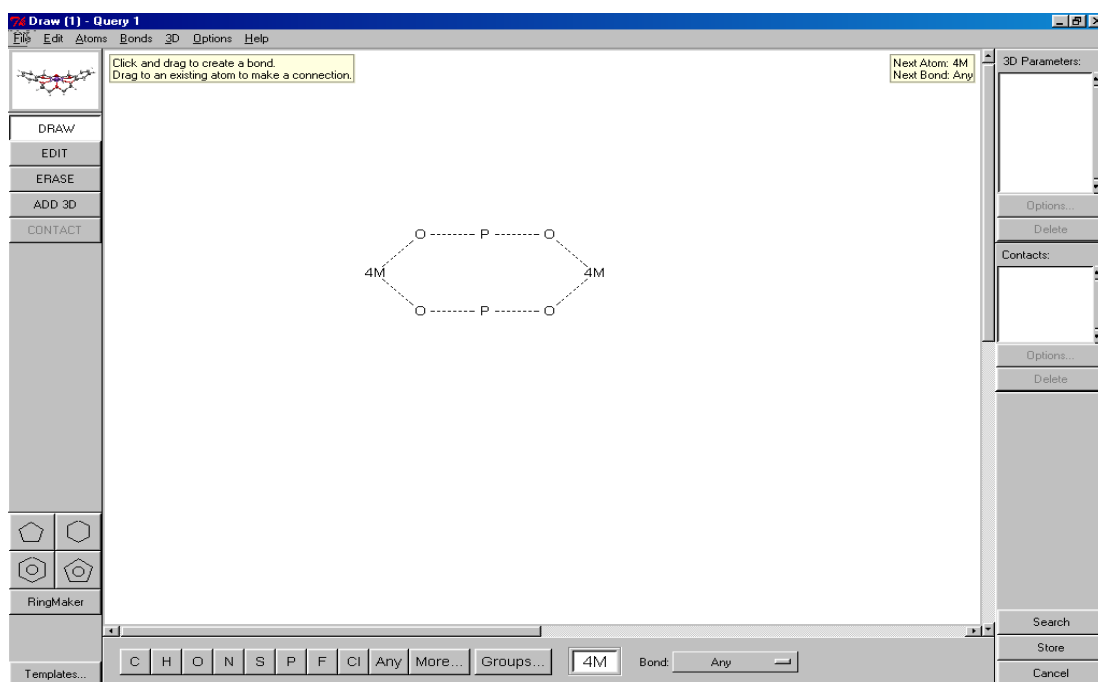 Draw (1) - Query 1
File Edit Atoms Bonds 3D Options Help
Click and drag to create a bond.
Drag to an existing atom to make a connection.
Next Atom: 4M
Next Bond: Any
3D Parameters:
DRAW
EDIT
ERASE
ADD 3D
CONTACT
Options...
Delete
Contacts:
O P O
4M 4M
O P O
Options...
Delete
RingMaker
Templates...
C H O N S P F Cl Any More... Groups... 4M Bond: Any
Search
Store
Cancel